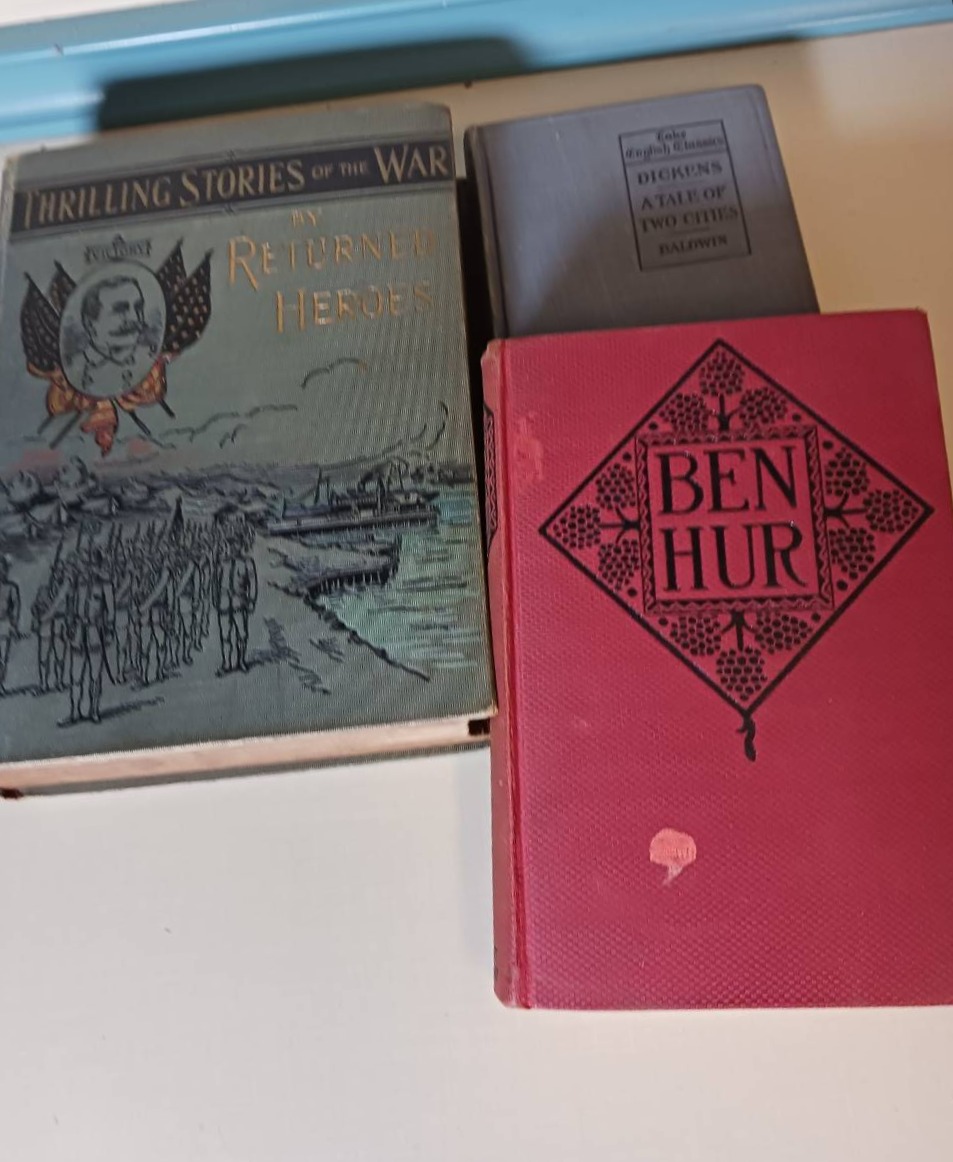 THRILLING STORIES OF THE WAR
BY
RETURNED
HEROES
VICTORY
Lake
English Classics
DICKENS
A TALE OF
TWO CITIES
BALDWIN
BEN
HUR